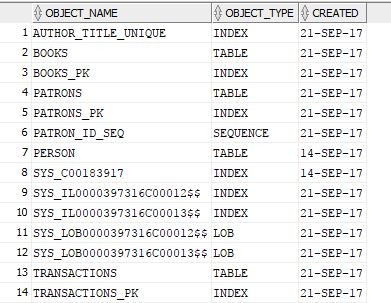 OBJECT_NAME OBJECT_TYPE CREATED
1 AUTHOR_TITLE_UNIQUE INDEX 21-SEP-17
2 BOOKS TABLE 21-SEP-17
3 BOOKS_PK INDEX 21-SEP-17
4 PATRONS TABLE 21-SEP-17
5 PATRONS_PK INDEX 21-SEP-17
6 PATRON_ID_SEQ SEQUENCE 21-SEP-17
7 PERSON TABLE 14-SEP-17
8 SYS_C00183917 INDEX 14-SEP-17
9 SYS_IL0000397316C00012$$ INDEX 21-SEP-17
10 SYS_IL0000397316C00013$$ INDEX 21-SEP-17
11 SYS_LOB0000397316C00012$$ LOB 21-SEP-17
12 SYS_LOB0000397316C00013$$ LOB 21-SEP-17
13 TRANSACTIONS TABLE 21-SEP-17
14 TRANSACTIONS_PK INDEX 21-SEP-17